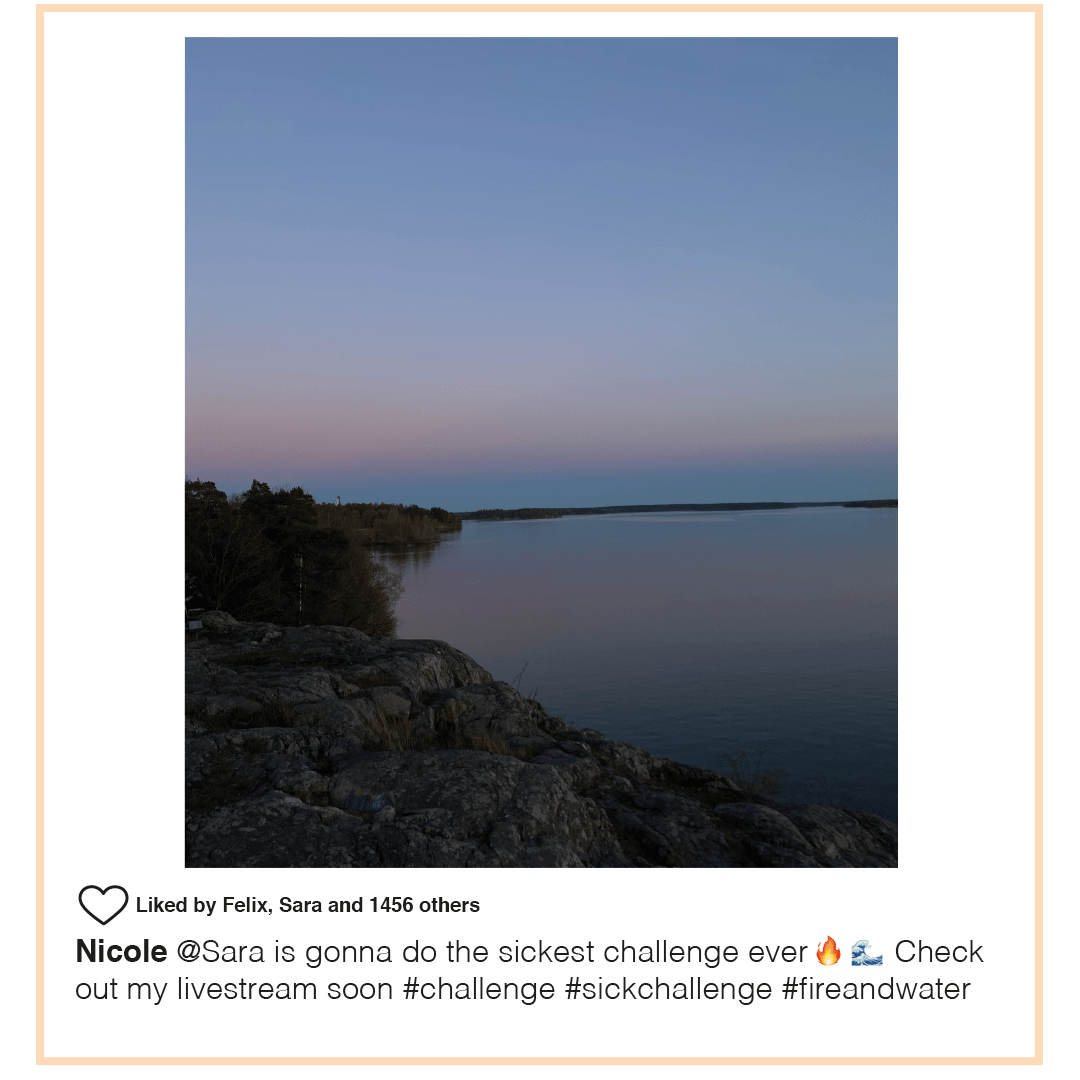 Liked by Felix, Sara and 1456 others
Nicole @Sara is gonna do the sickest challenge ever 🔥 🌊 Check
out my livestream soon #challenge #sickchallenge #fireandwater